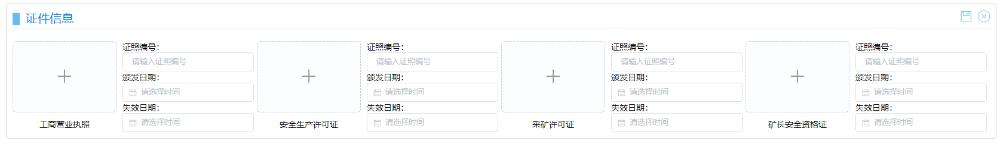 证件信息
证照编号:
请输入证照编号
颁发日期:
请选择时间
失效日期:
请选择时间
工商营业执照
证照编号:
请输入证照编号
颁发日期:
请选择时间
失效日期:
请选择时间
安全生产许可证
证照编号:
请输入证照编号
颁发日期:
请选择时间
失效日期:
请选择时间
采矿许可证
证照编号:
请输入证照编号
颁发日期:
请选择时间
失效日期:
请选择时间
矿长安全资格证